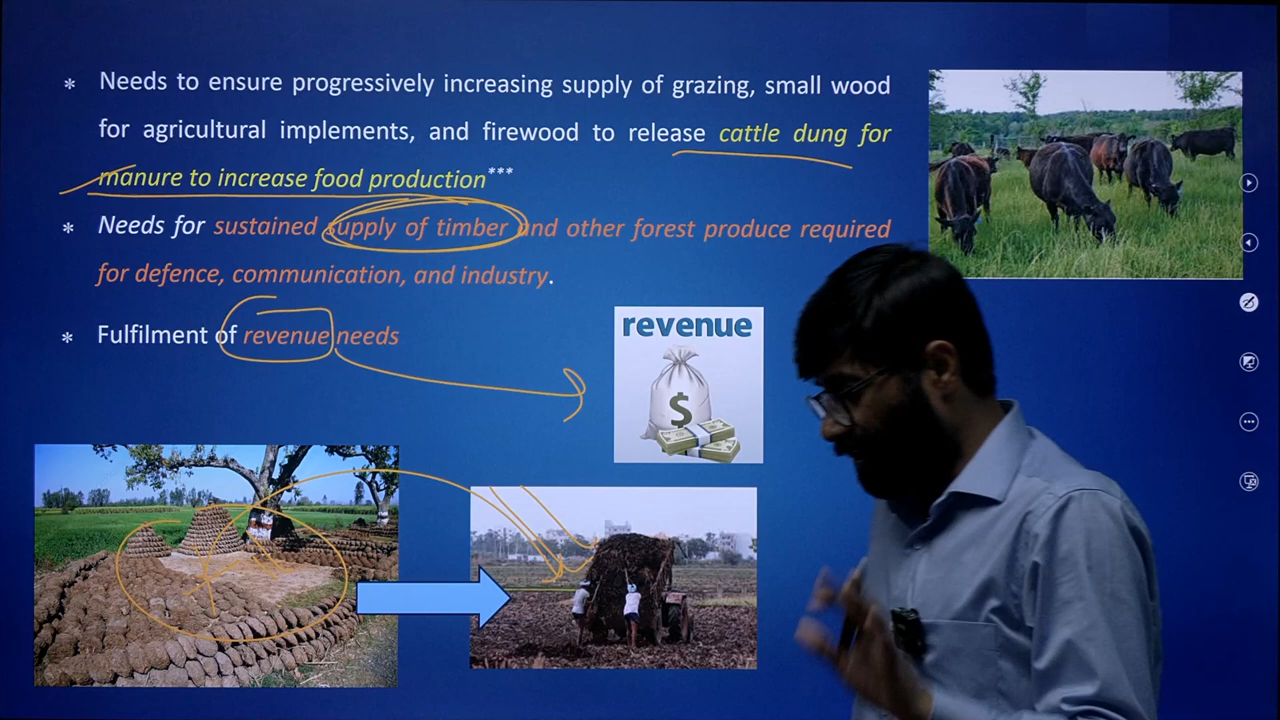 * Needs to ensure progressively increasing supply of grazing, small wood
for agricultural implements, and firewood to release cattle dung for
manure to increase food production***
* Needs for sustained supply of timber and other forest produce required
for defence, communication, and industry.
* Fulfilment of revenue needs
revenue
$